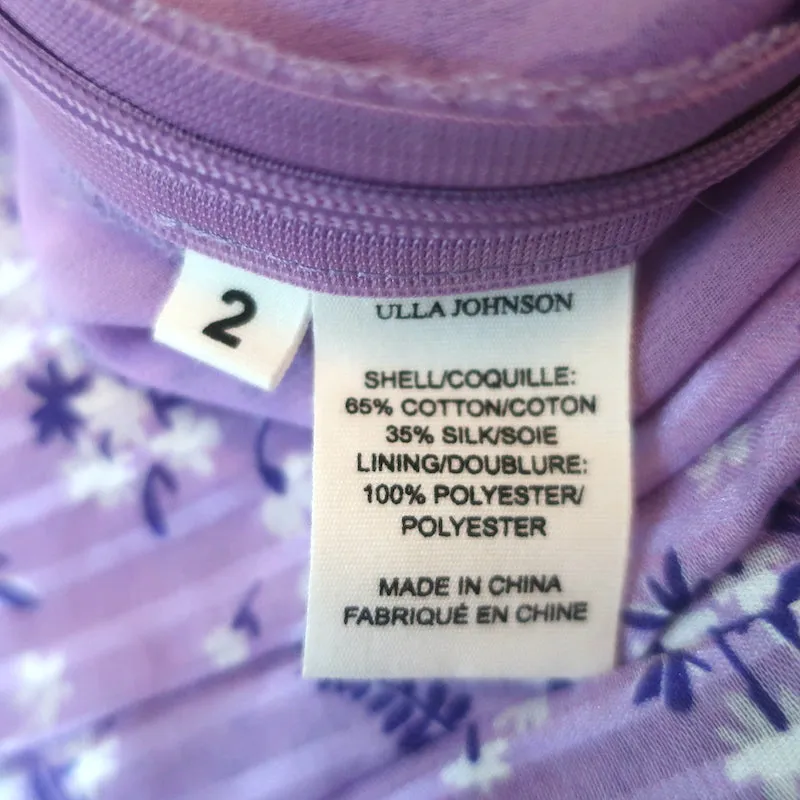 2
ULLA JOHNSON
SHELL/COQUILLE:
65% COTTON/COTON
35% SILK/SOIE
LINING/DOUBLURE:
100% POLYESTER/
POLYESTER
MADE IN CHINA
FABRIQUÉ EN CHINE